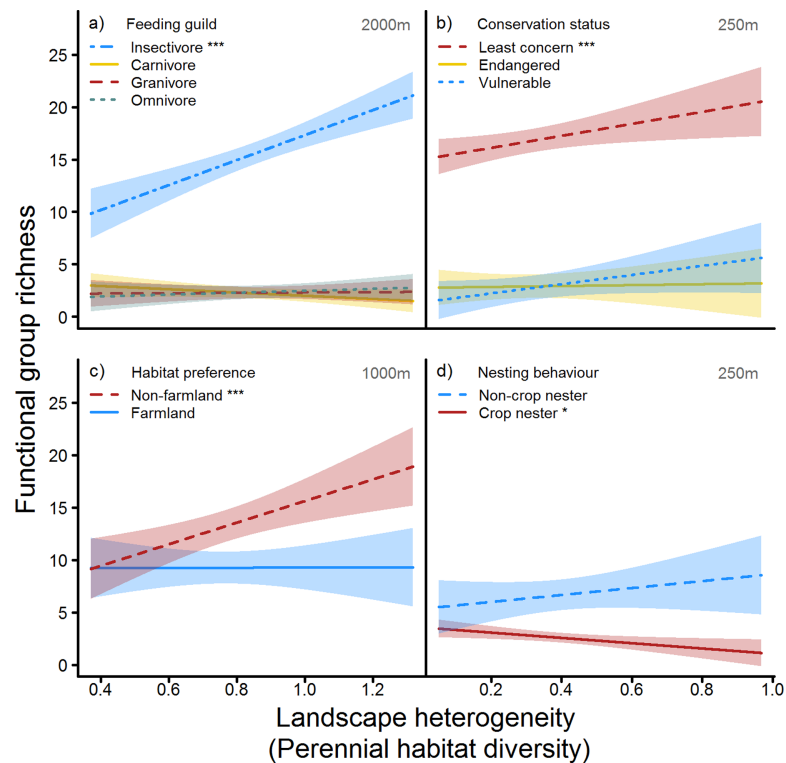 a) Feeding guild 2000m
Insectivore ***
Carnivore
Granivore
Omnivore
b) Conservation status 250m
Least concern ***
Endangered
Vulnerable
25
20
15
10
5
0
c) Habitat preference 1000m
Non-farmland ***
Farmland
d) Nesting behaviour 250m
Non-crop nester
Crop nester *
25
20
15
10
5
0
Functional group richness
0.4 0.6 0.8 1.0 1.2
0.2 0.4 0.6 0.8 1.0
Landscape heterogeneity
(Perennial habitat diversity)